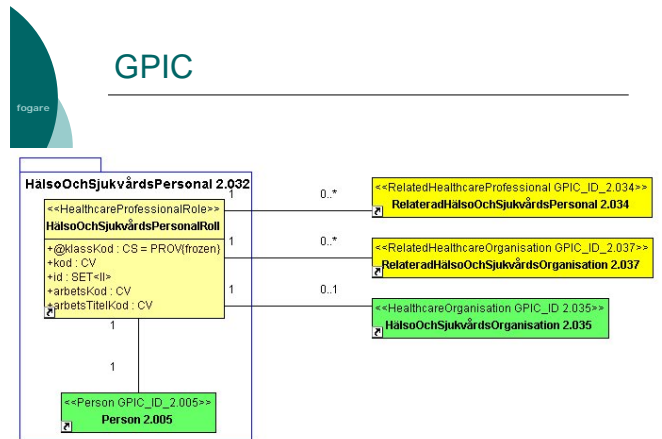 GPIC
fogare
HälsoOchSjukvårdsPersonal 2.032
<<HealthcareProfessionalRole>>
HälsoOchSjukvårdsPersonalRoll
+@klassKod : CS = PROV{frozen}
+kod : CV
+id : SET<II>
+arbetsKod : CV
+arbetsTitelKod : CV
1
0..*
<<RelatedHealthcareProfessional GPIC_ID_2.034>>
RelateradHälsoOchSjukvårdsPersonal 2.034
1
0..*
<<RelatedHealthcareOrganisation GPIC_ID_2.037>>
RelateradHälsoOchSjukvårdsOrganisation 2.037
1
0..1
<<HealthcareOrganisation GPIC_ID 2.035>>
HälsoOchSjukvårdsOrganisation 2.035
1
1
<<Person GPIC_ID_2.005>>
Person 2.005